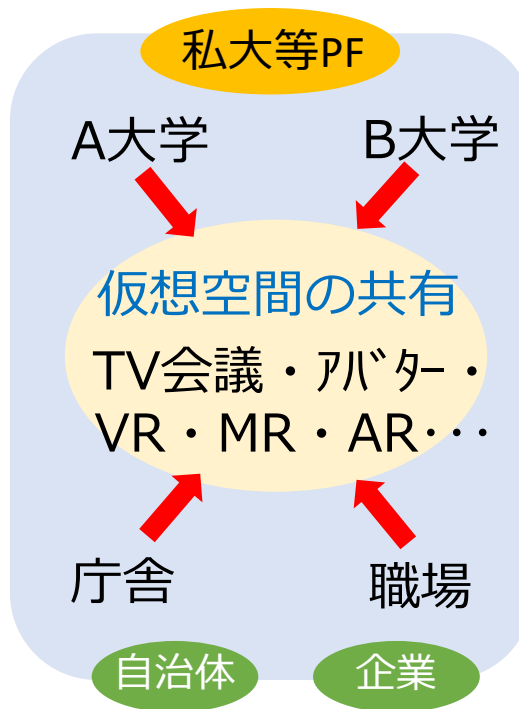 私大等PF
A大学
B大学
仮想空間の共有
TV会議・ｱﾊﾞﾀｰ・
VR・MR・AR･･･
庁舎
職場
自治体
企業